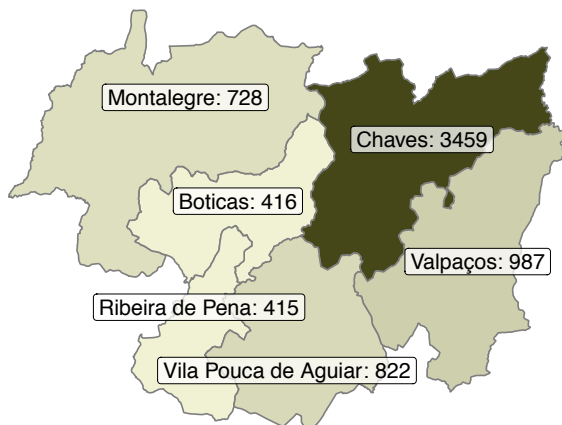 Montalegre: 728
Chaves: 3459
Boticas: 416
Valpaços: 987
Ribeira de Pena: 415
Vila Pouca de Aguiar: 822